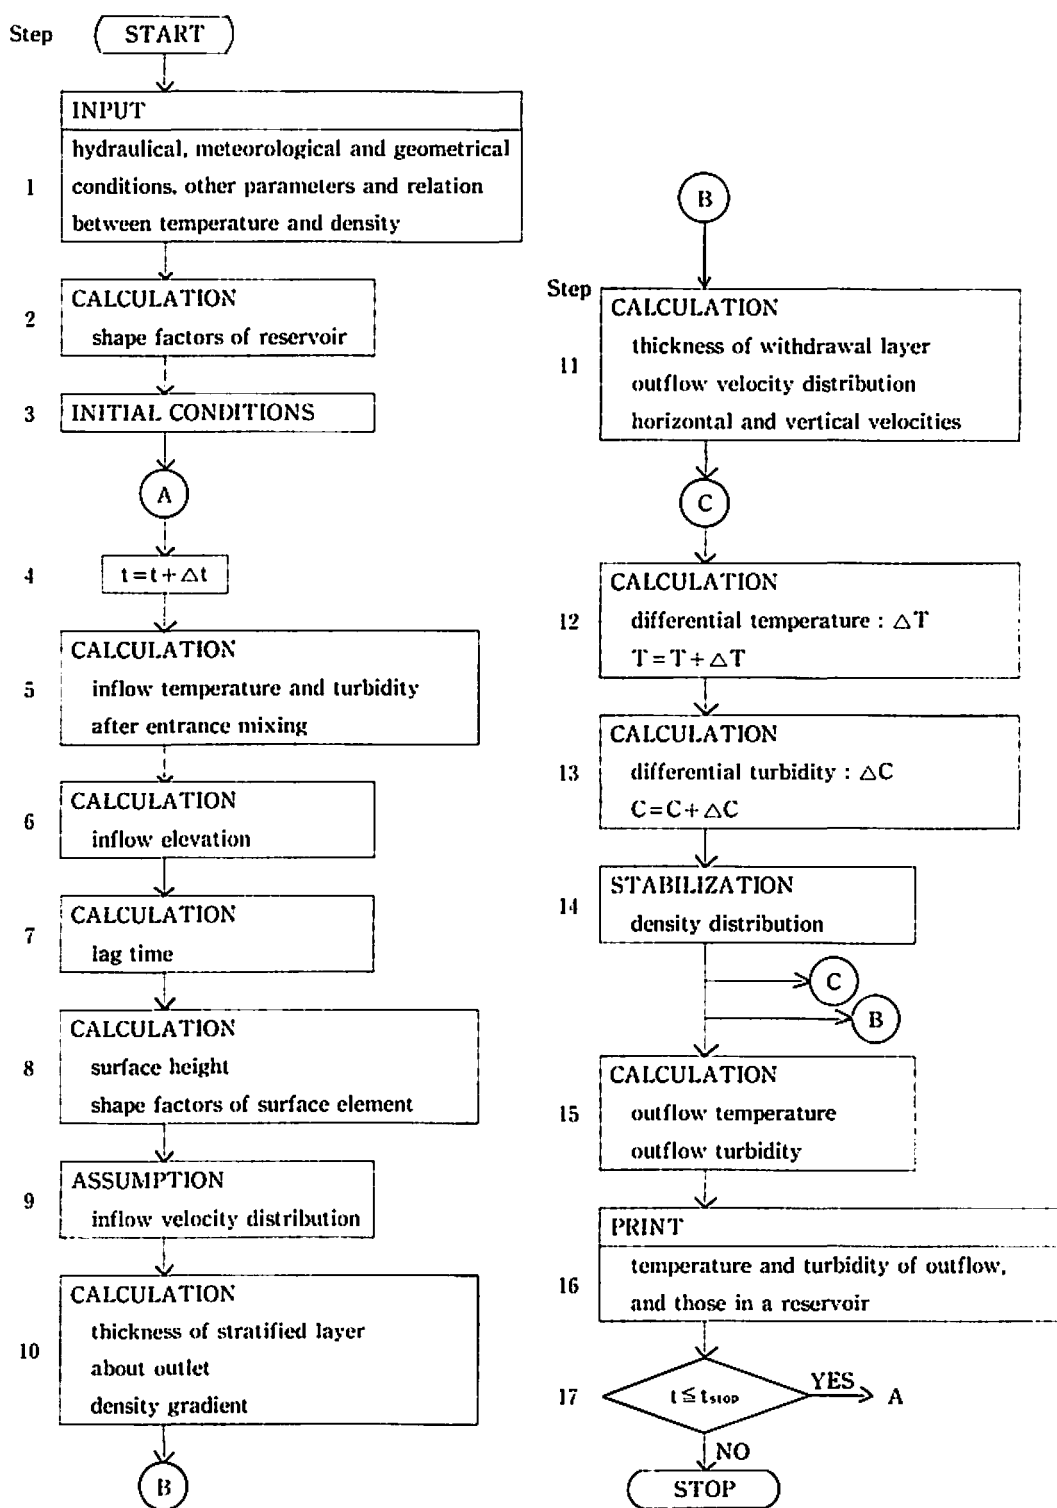 Step
START
INPUT
1
hydraulical, meteorological and geometrical
conditions, other parameters and relation
between temperature and density
2
CALCULATION
shape factors of reservoir
3
INITIAL CONDITIONS
A
4
t = t + △t
5
CALCULATION
inflow temperature and turbidity
after entrance mixing
6
CALCULATION
inflow elevation
7
CALCULATION
lag time
8
CALCULATION
surface height
shape factors of surface element
9
ASSUMPTION
inflow velocity distribution
10
CALCULATION
thickness of stratified layer
about outlet
density gradient
B
B
Step
11
CALCULATION
thickness of withdrawal layer
outflow velocity distribution
horizontal and vertical velocities
C
12
CALCULATION
differential temperature : △T
T = T + △T
13
CALCULATION
differential turbidity : △C
C = C + △C
14
STABILIZATION
density distribution
C
B
15
CALCULATION
outflow temperature
outflow turbidity
16
PRINT
temperature and turbidity of outflow,
and those in a reservoir
17
t ≦ tstop
YES
A
NO
STOP